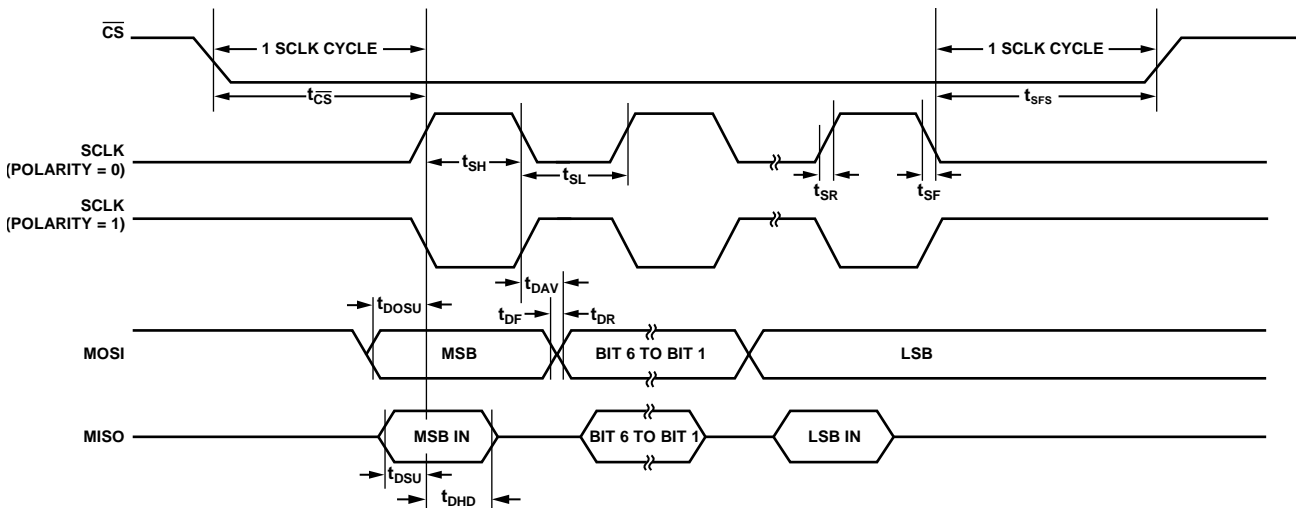 CS
1 SCLK CYCLE
1 SCLK CYCLE
tCS
tSFS
SCLK
(POLARITY = 0)
tSH
tSL
tSR
tSF
SCLK
(POLARITY = 1)
tDAV
tDOSU
tDF
tDR
MOSI
MSB
BIT 6 TO BIT 1
LSB
MISO
MSB IN
BIT 6 TO BIT 1
LSB IN
tDSU
tDHD